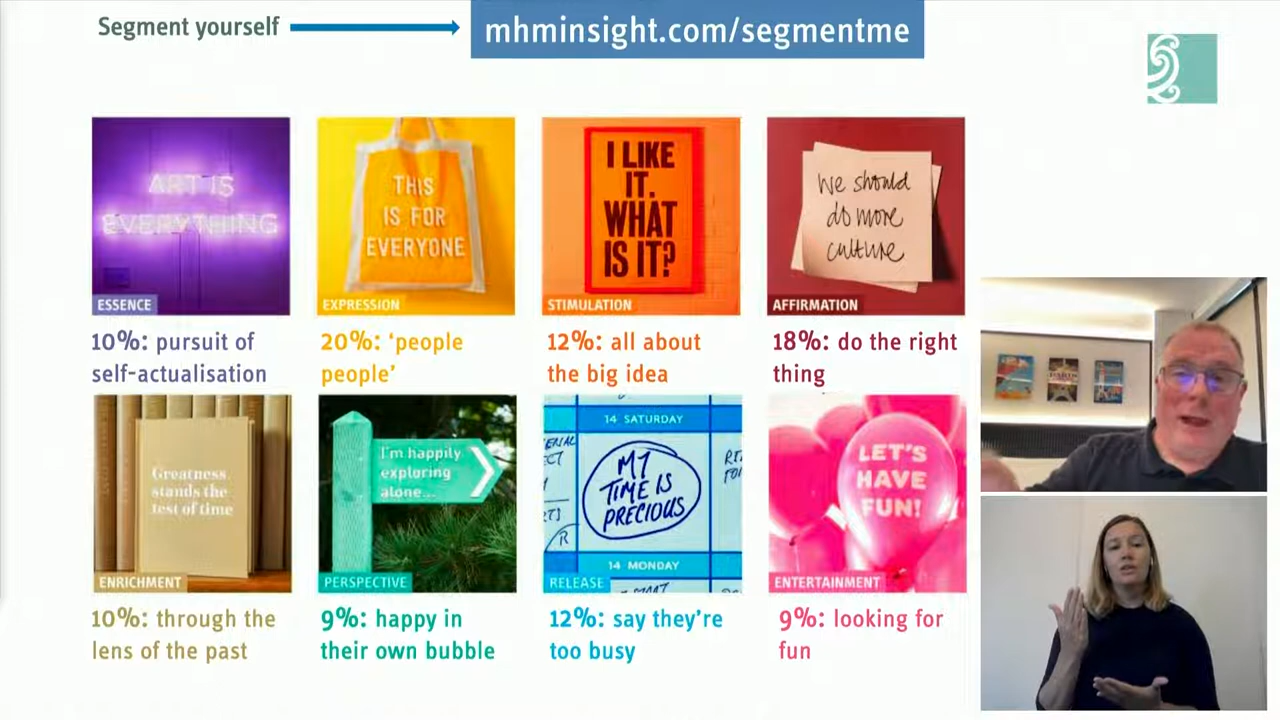 Segment yourself
mhminsight.com/segmentme
ART IS
EVERYTHING
ESSENCE
10%: pursuit of
self-actualisation
THIS
IS FOR
EVERYONE
EXPRESSION
20%: ‘people
people’
I LIKE
IT.
WHAT
IS IT?
STIMULATION
12%: all about
the big idea
We should
do more
culture
AFFIRMATION
18%: do the right
thing
Greatness
stands the
test of time
ENRICHMENT
10%: through the
lens of the past
I'm happily
exploring
alone...
PERSPECTIVE
9%: happy in
their own bubble
14 SATURDAY
MY
TIME IS
PRECIOUS
14 MONDAY
RELEASE
12%: say they’re
too busy
LET'S
HAVE
FUN!
ENTERTAINMENT
9%: looking for
fun